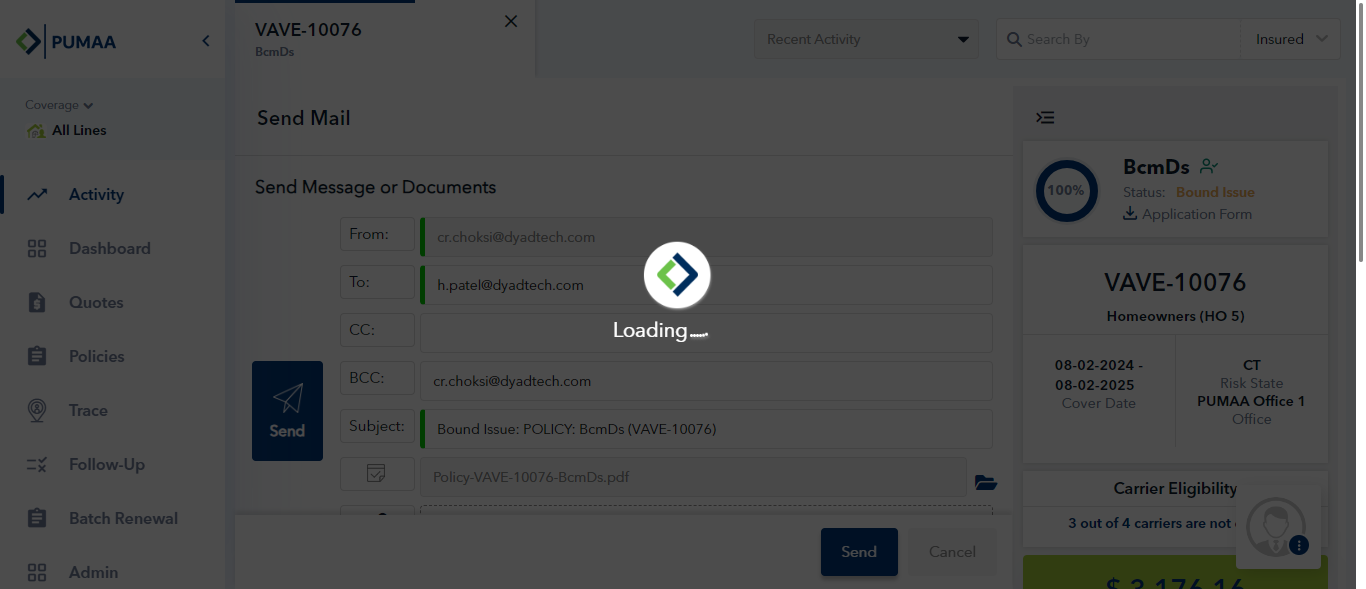 PUMAA
VAVE-10076
BcmDs
Recent Activity
Search By
Insured
Coverage
All Lines
Activity
Dashboard
Quotes
Policies
Trace
Follow-Up
Batch Renewal
Admin
Send Mail
Send Message or Documents
From:
cr.choksi@dyadtech.com
To:
h.patel@dyadtech.com
CC:
BCC:
cr.choksi@dyadtech.com
Subject:
Bound Issue: POLICY: BcmDs (VAVE-10076)
Policy-VAVE-10076-BcmDs.pdf
Send
Loading.....
Send
Cancel
100%
BcmDs
Status: Bound Issue
Application Form
VAVE-10076
Homeowners (HO 5)
08-02-2024 -
08-02-2025
Cover Date
CT
Risk State
PUMAA Office 1
Office
Carrier Eligibility
3 out of 4 carriers are not
$ 3,176.16